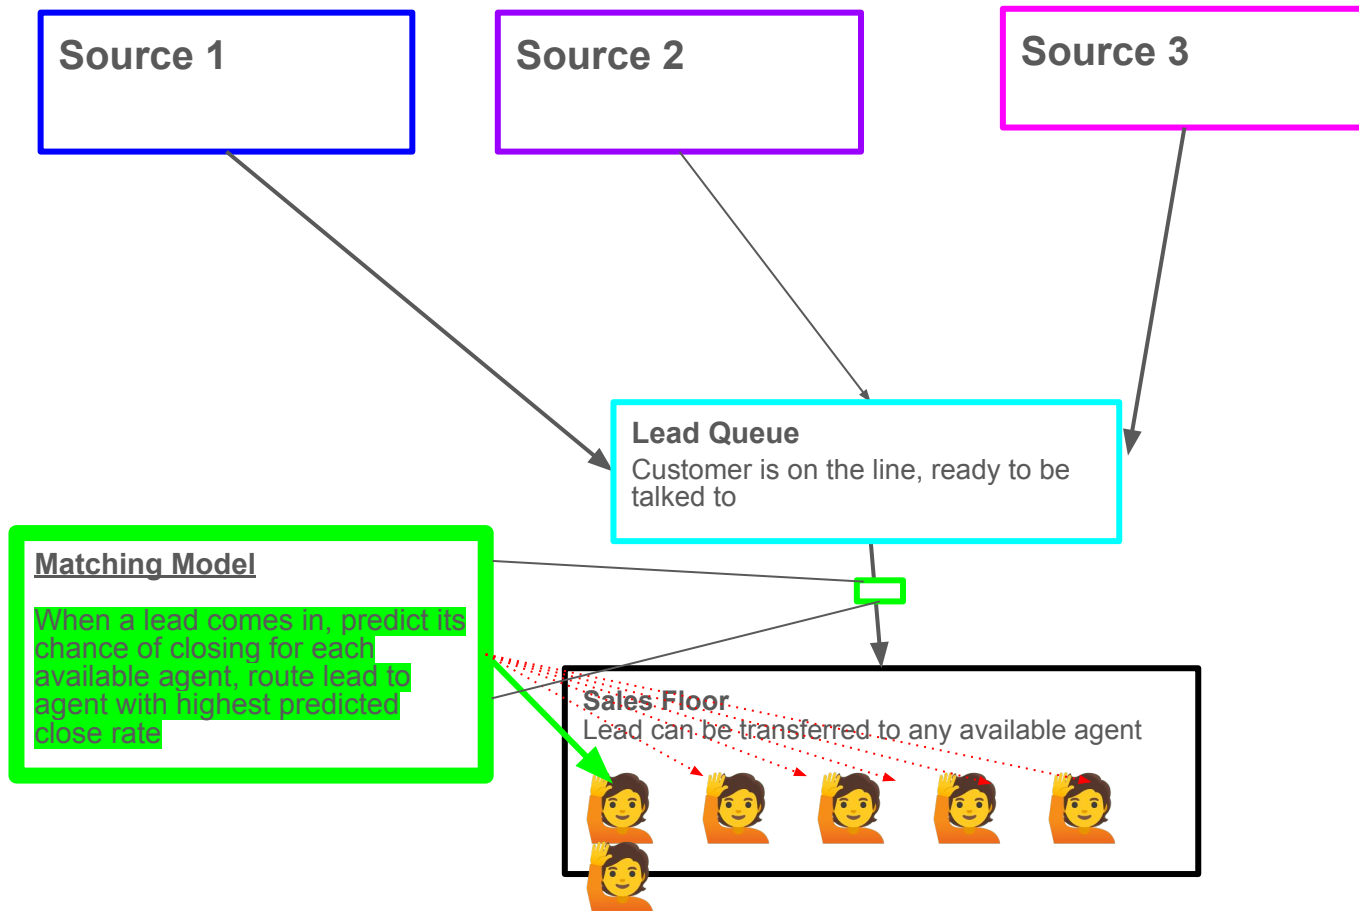 Source 1
Source 2
Source 3
Lead Queue
Customer is on the line, ready to be
talked to
Matching Model
When a lead comes in, predict its
chance of closing for each
available agent, route lead to
agent with highest predicted
close rate
Sales Floor
Lead can be transferred to any available agent